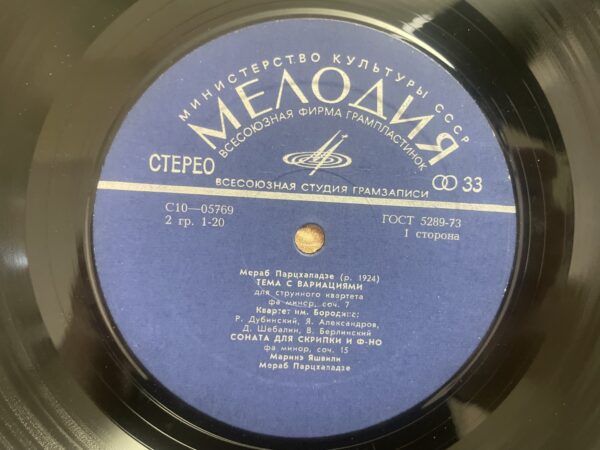 МИНИСТЕРСТВО КУЛЬТУРЫ СССР
МЕЛОДИЯ
ВСЕСОЮЗНАЯ ФИРМА ГРАМПЛАСТИНОК
СТЕРЕО
33
ВСЕСОЮЗНАЯ СТУДИЯ ГРАМЗАПИСИ
С10—05769
ГОСТ 5289-73
2 гр. 1-20
1 сторона
Мераб Парцхаладзе (р. 1924)
ТЕМА С ВАРИАЦИЯМИ
для струнного квартета
фа минор, соч. 7
Квартет им. Бородина:
Р. Дубинский, Я. Александров,
Д. Шебалин, В. Берлинский
СОНАТА ДЛЯ СКРИПКИ И Ф-НО
фа минор, соч. 15
Маринэ Яшвили
Мераб Парцхаладзе